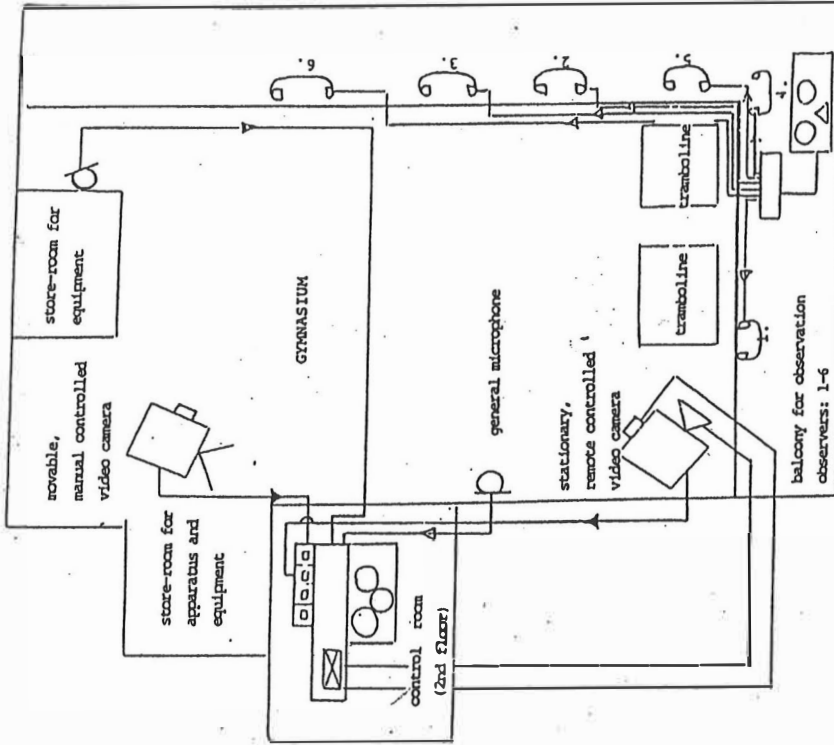 store-room for
equipment
movable,
manual controlled
video camera
store-room for
apparatus and
equipment
GYMNASIUM
general microphone
stationary,
remote controlled
video camera
tramboline
tramboline
control room
(2nd floor)
balcony for observation
observers: 1-6
1.
2.
3.
4.
5.
6.